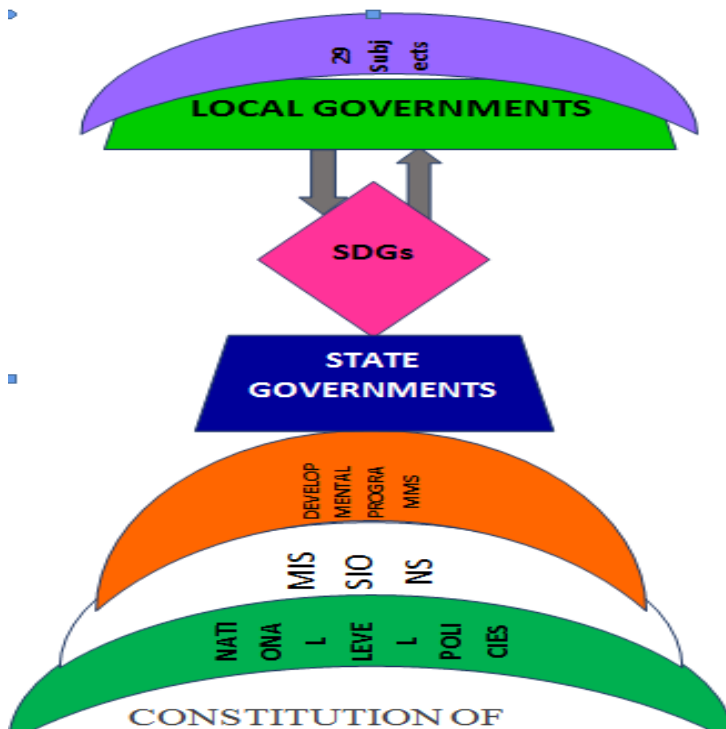 29
Subj
ects
LOCAL GOVERNMENTS
SDGs
STATE
GOVERNMENTS
DEVELOP
MENTAL
PROGRA
MMS
MIS
SIO
NS
NATI
ONA
L
LEVE
L
POLI
CIES
CONSTITUTION OF